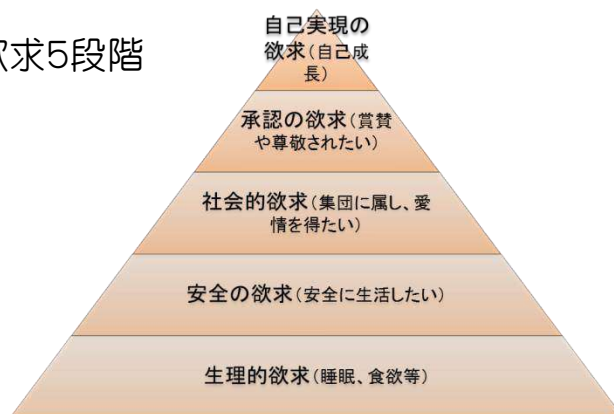 欲求5段階
自己実現の
欲求(自己成
長)
承認の欲求(賞賛
や尊敬されたい)
社会的欲求(集団に属し、愛
情を得たい)
安全の欲求(安全に生活したい)
生理的欲求(睡眠、食欲等)